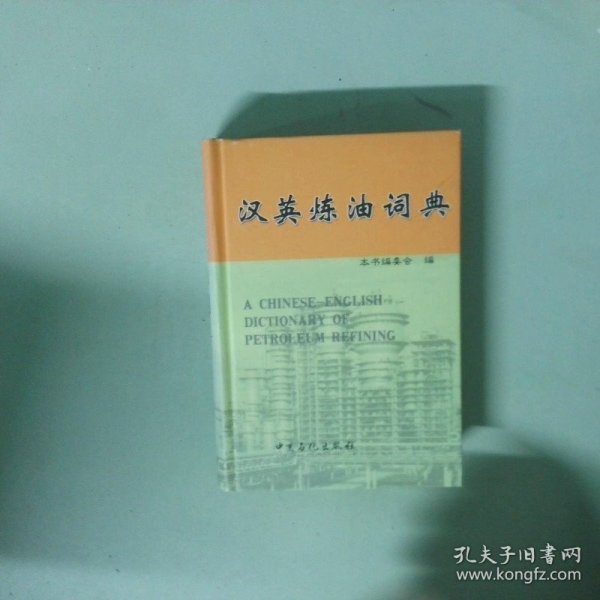 汉英炼油词典
本书编委会 编
A CHINESE-ENGLISH
DICTIONARY OF
PETROLEUM REFINING
中国石化出版社
孔夫子旧书网
www.kongfz.com